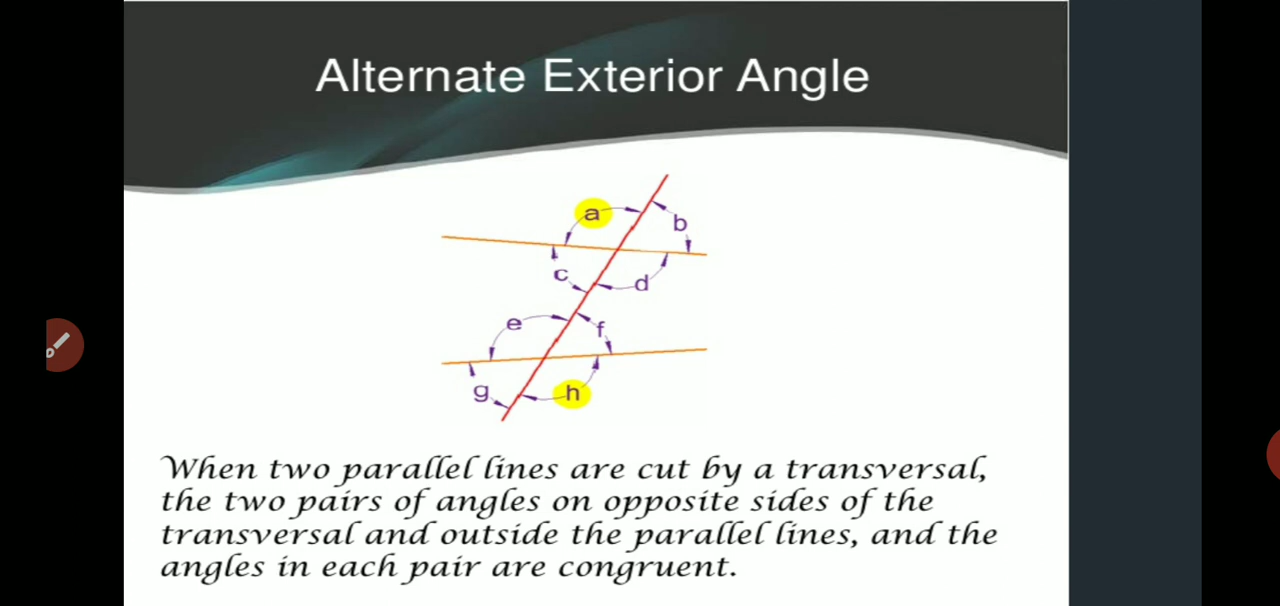 Alternate Exterior Angle
a
b
c
d
e
f
g
h
When two parallel lines are cut by a transversal,
the two pairs of angles on opposite sides of the
transversal and outside the parallel lines, and the
angles in each pair are congruent.